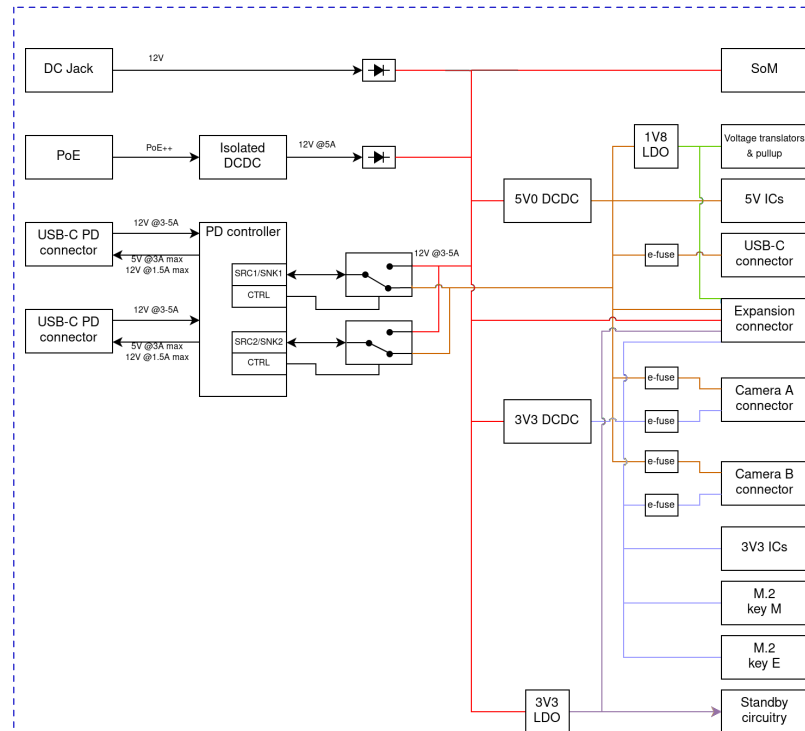 DC Jack
12V
SoM
PoE
PoE++
Isolated
DCDC
12V @5A
1V8
LDO
Voltage translators
& pullup
5V0 DCDC
5V ICs
USB-C PD
connector
12V @3-5A
5V @3A max
12V @1.5A max
PD controller
SRC1/SNK1
CTRL
12V @3-5A
e-fuse
USB-C
connector
USB-C PD
connector
12V @3-5A
5V @3A max
12V @1.5A max
SRC2/SNK2
CTRL
Expansion
connector
e-fuse
Camera A
connector
3V3 DCDC
e-fuse
e-fuse
Camera B
connector
e-fuse
3V3 ICs
M.2
key M
M.2
key E
3V3
LDO
Standby
circuitry